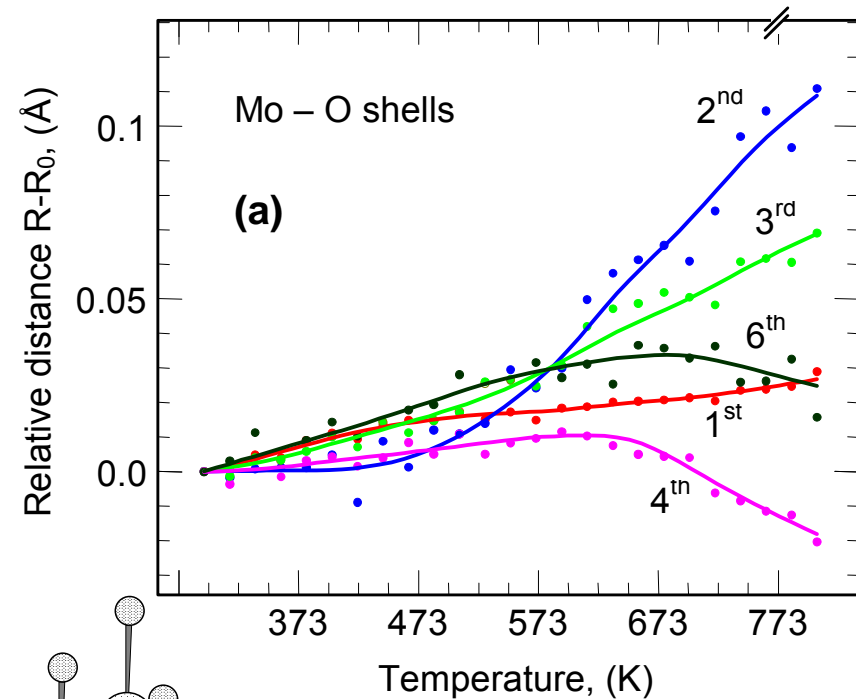 Mo – O shells
(a)
2nd
3rd
6th
1st
4th
Relative distance R-R₀, (Å)
0.1
0.05
0.0
373 473 573 673 773
Temperature, (K)